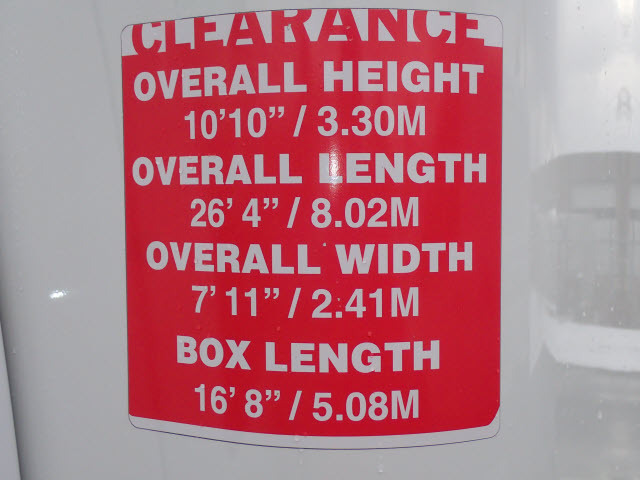 CLEARANCE
OVERALL HEIGHT
10'10" / 3.30M
OVERALL LENGTH
26' 4" / 8.02M
OVERALL WIDTH
7' 11" / 2.41M
BOX LENGTH
16' 8" / 5.08M